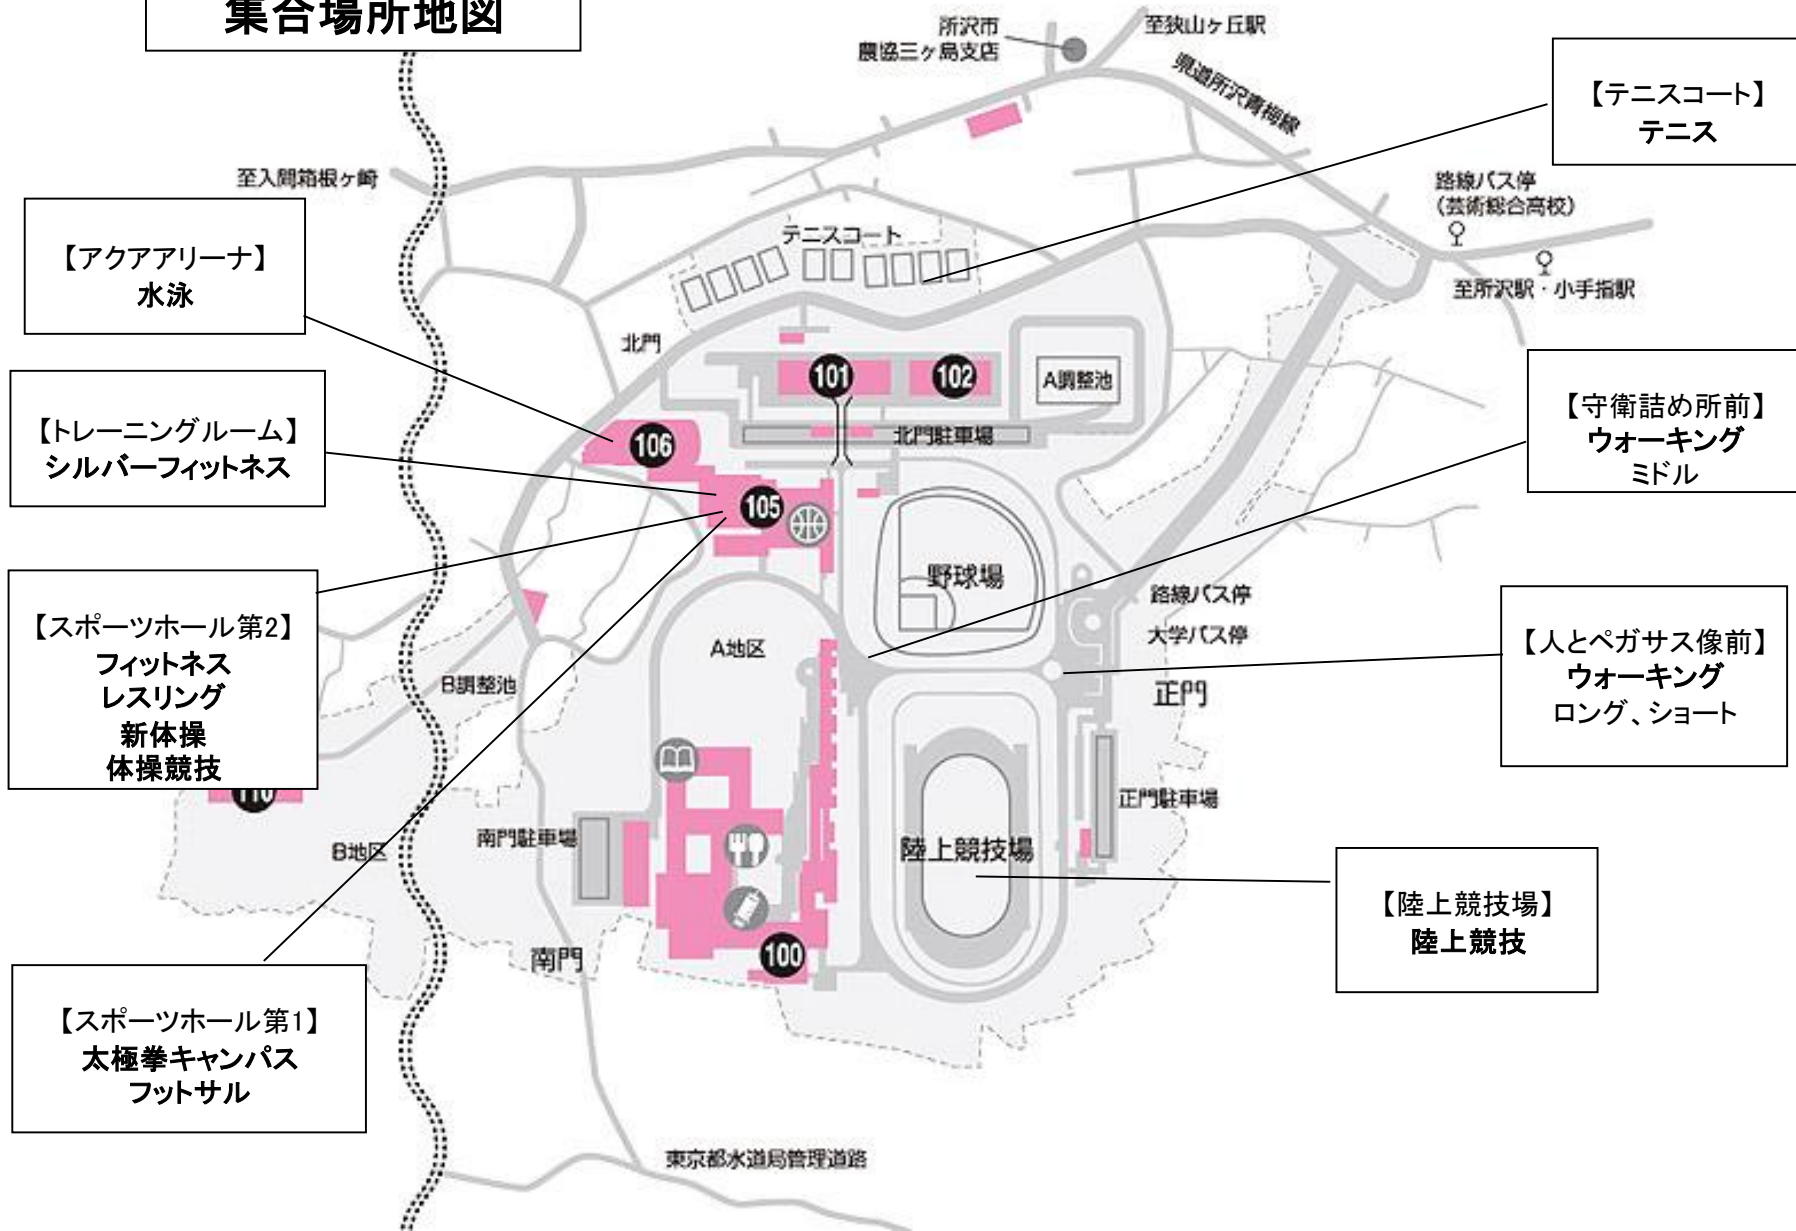 集合場所地図
所沢市
農協三ヶ島支店
至狭山ヶ丘駅
県道所沢青梅線
【テニスコート】
テニス
至入間箱根ヶ崎
路線バス停
(芸術総合高校)
至所沢駅・小手指駅
【アクアアリーナ】
水泳
テニスコート
北門
101
102
A調整池
北門駐車場
【トレーニングルーム】
シルバーフィットネス
106
105
【守衛詰め所前】
ウォーキング
ミドル
野球場
【スポーツホール第2】
フィットネス
レスリング
新体操
体操競技
A地区
B調整池
路線バス停
大学バス停
正門
【人とペガサス像前】
ウォーキング
ロング、ショート
110
B地区
南門駐車場
陸上競技場
正門駐車場
【陸上競技場】
陸上競技
南門
100
【スポーツホール第1】
太極拳キャンパス
フットサル
東京都水道局管理道路